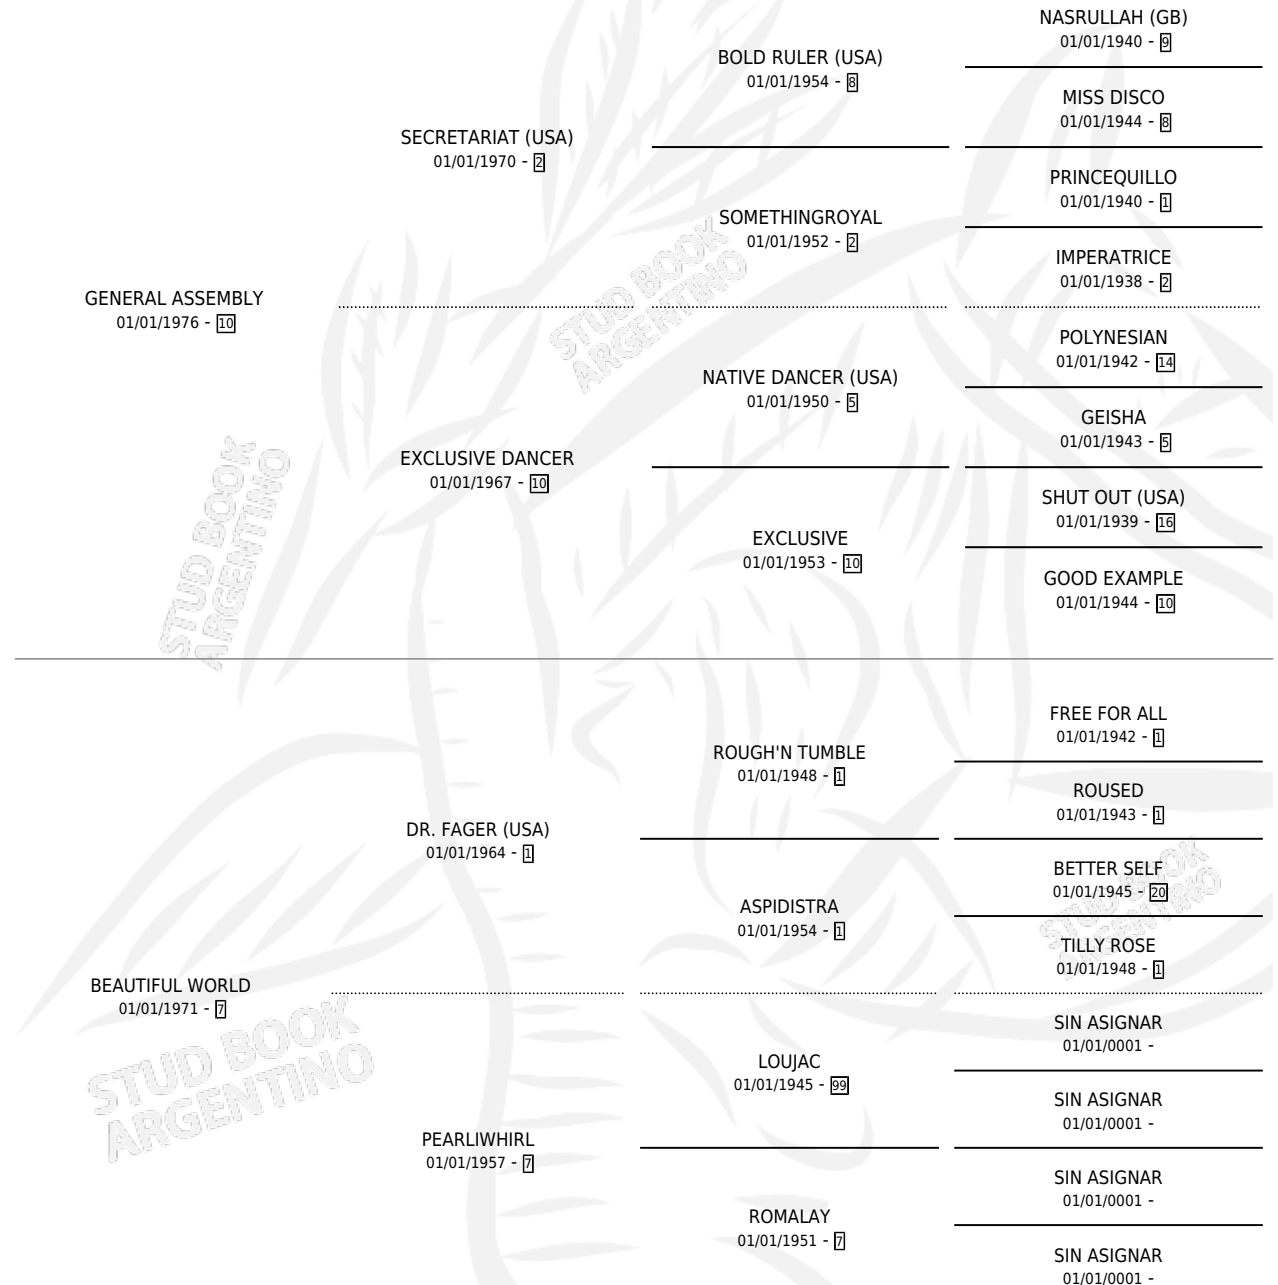 NASRULLAH (GB)
01/01/1940 - 9
BOLD RULER (USA)
01/01/1954 - 8
MISS DISCO
01/01/1944 - 8
SECRETARIAT (USA)
01/01/1970 - 2
PRINCEQUILLO
01/01/1940 - 1
SOMETHINGROYAL
01/01/1952 - 2
IMPERATRICE
01/01/1938 - 2
GENERAL ASSEMBLY
01/01/1976 - 10
POLYNESIAN
01/01/1942 - 14
NATIVE DANCER (USA)
01/01/1950 - 5
GEISHA
01/01/1943 - 5
EXCLUSIVE DANCER
01/01/1967 - 10
SHUT OUT (USA)
01/01/1939 - 16
EXCLUSIVE
01/01/1953 - 10
GOOD EXAMPLE
01/01/1944 - 10
FREE FOR ALL
01/01/1942 - 1
ROUGH'N TUMBLE
01/01/1948 - 1
ROUSED
01/01/1943 - 1
DR. FAGER (USA)
01/01/1964 - 1
BETTER SELF
01/01/1945 - 20
ASPIDISTRA
01/01/1954 - 1
TILLY ROSE
01/01/1948 - 1
BEAUTIFUL WORLD
01/01/1971 - 7
SIN ASIGNAR
01/01/0001 -
LOUJAC
01/01/1945 - 99
SIN ASIGNAR
01/01/0001 -
PEARLIWHIRL
01/01/1957 - 7
SIN ASIGNAR
01/01/0001 -
ROMALAY
01/01/1951 - 7
SIN ASIGNAR
01/01/0001 -
STUD BOOK
ARGENTINO
STUD BOOK
ARGENTINO
STUD BOOK
ARGENTINO
STUD BOOK
ARGENTINO